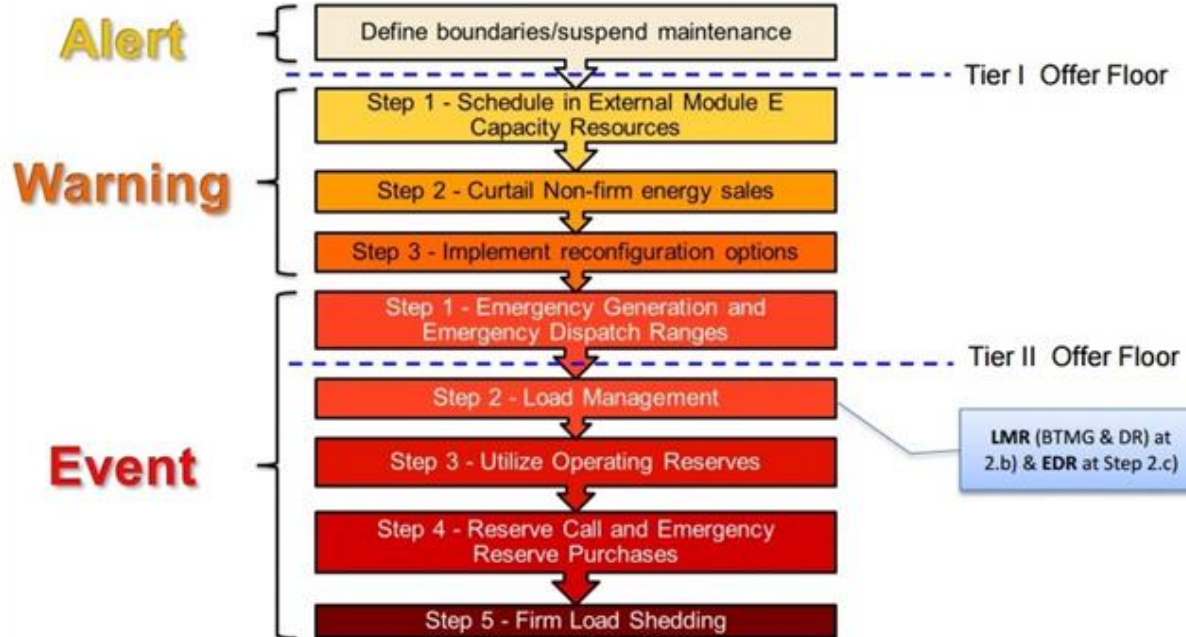 Alert
Define boundaries/suspend maintenance
Tier I Offer Floor
Warning
Step 1 - Schedule in External Module E
Capacity Resources
Step 2 - Curtail Non-firm energy sales
Step 3 - Implement reconfiguration options
Event
Step 1 - Emergency Generation and
Emergency Dispatch Ranges
Tier II Offer Floor
Step 2 - Load Management
LMR (BTMG & DR) at
2.b) & EDR at Step 2.c)
Step 3 - Utilize Operating Reserves
Step 4 - Reserve Call and Emergency
Reserve Purchases
Step 5 - Firm Load Shedding